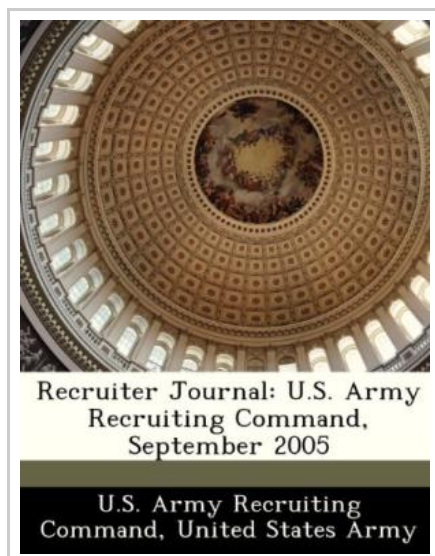 Recruiter Journal: U.S. Army
Recruiting Command,
September 2005
U.S. Army Recruiting
Command, United States Army